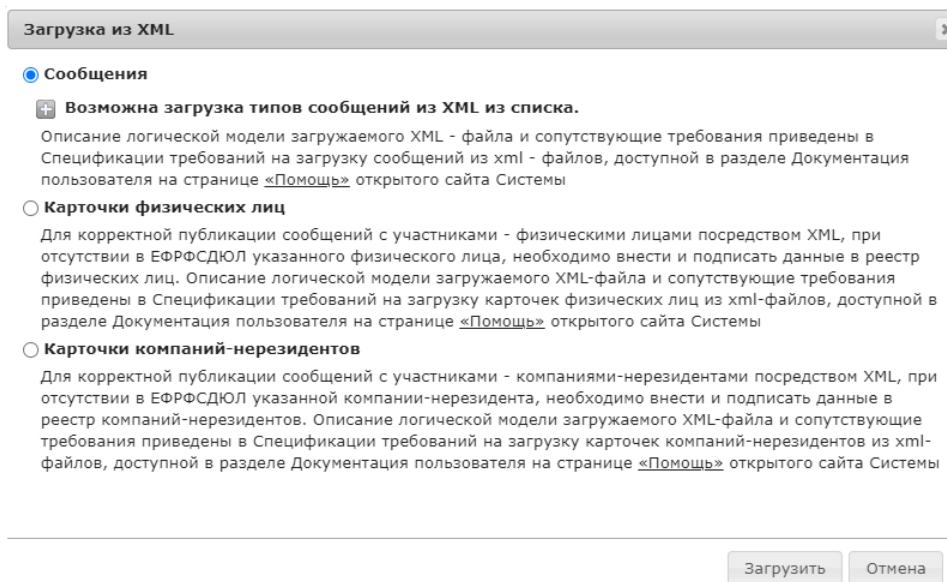 Загрузка из XML
Сообщения
Возможна загрузка типов сообщений из XML из списка.
Описание логической модели загружаемого XML - файла и сопутствующие требования приведены в
Спецификации требований на загрузку сообщений из xml - файлов, доступной в разделе Документация
пользователя на странице «Помощь» открытого сайта Системы
Карточки физических лиц
Для корректной публикации сообщений с участниками - физическими лицами посредством XML, при
отсутствии в ЕФРФСДЮЛ указанного физического лица, необходимо внести и подписать данные в реестр
физических лиц. Описание логической модели загружаемого XML-файла и сопутствующие требования
приведены в Спецификации требований на загрузку карточек физических лиц из xml-файлов, доступной в
разделе Документация пользователя на странице «Помощь» открытого сайта Системы
Карточки компаний-нерезидентов
Для корректной публикации сообщений с участниками - компаниями-нерезидентами посредством XML, при
отсутствии в ЕФРФСДЮЛ указанной компании-нерезидента, необходимо внести и подписать данные в
реестр компаний-нерезидентов. Описание логической модели загружаемого XML-файла и сопутствующие
требования приведены в Спецификации требований на загрузку карточек компаний-нерезидентов из xml-
файлов, доступной в разделе Документация пользователя на странице «Помощь» открытого сайта Системы
Загрузить Отмена